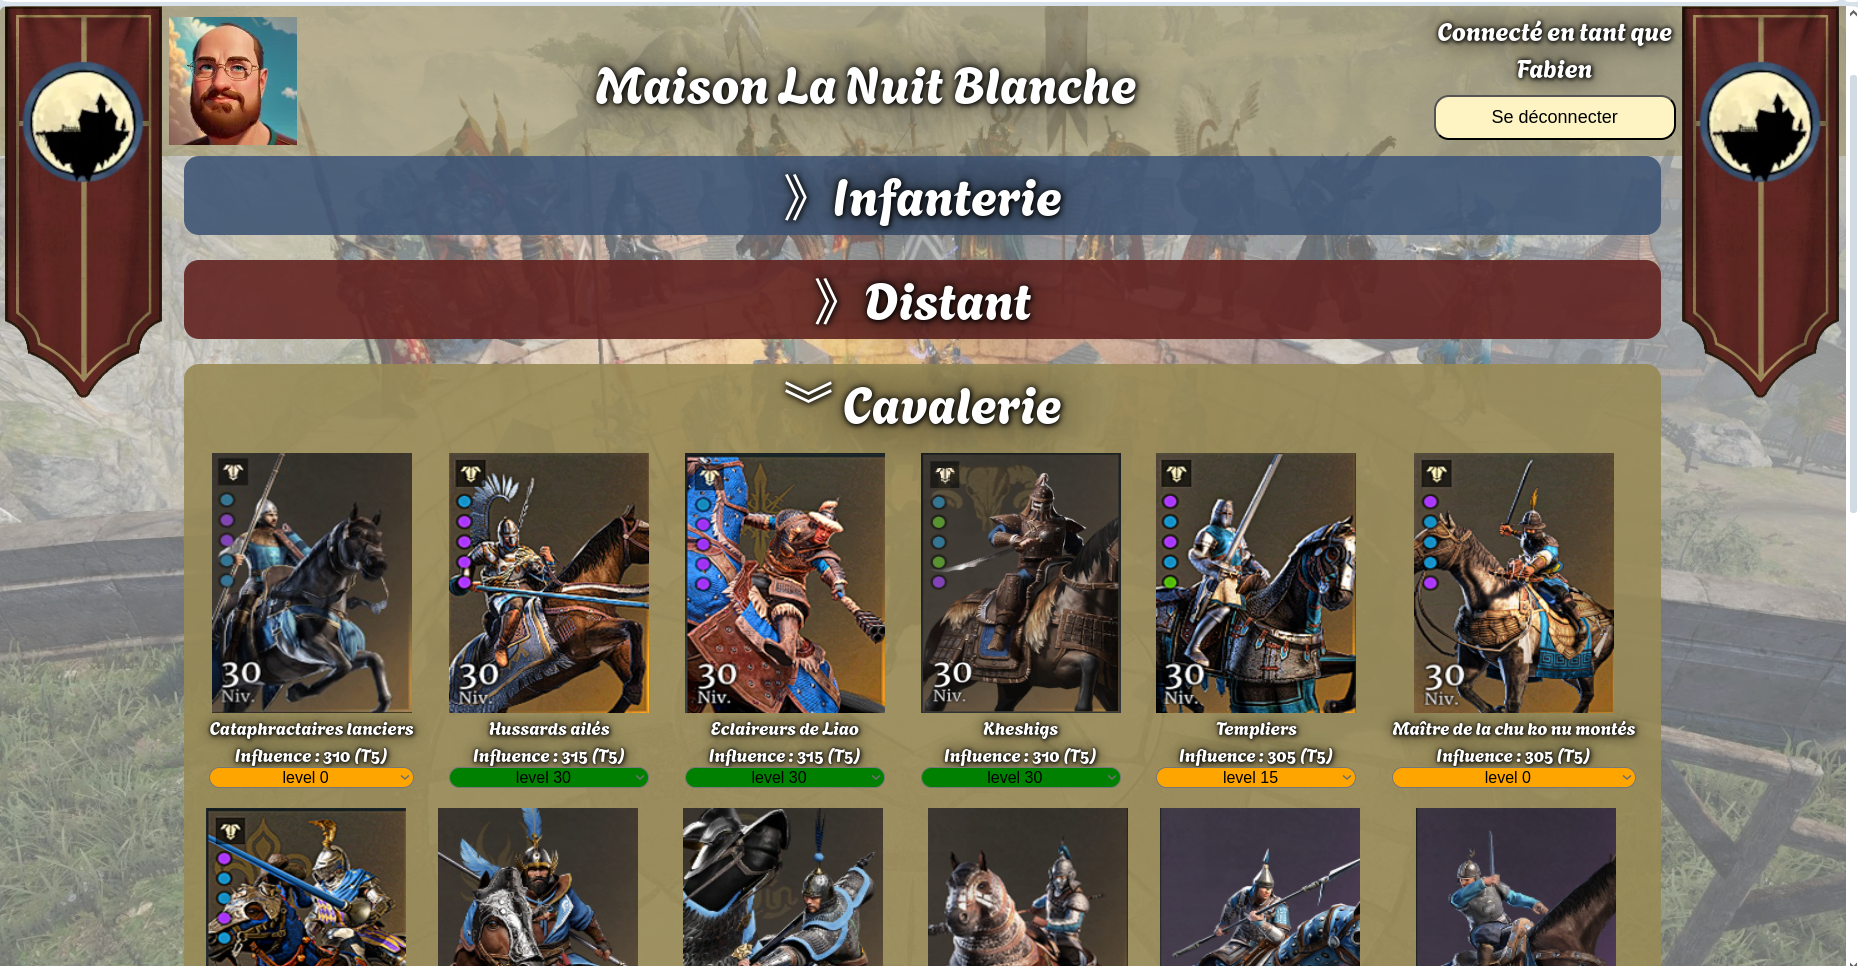 Maison La Nuit Blanche
Connecté en tant que
Fabien
Se déconnecter
》 Infanterie
》 Distant
︾ Cavalerie
30 Niv.
30 Niv.
30 Niv.
30 Niv.
30 Niv.
30 Niv.
Cataphractaires lanciers
Influence : 310 (T5)
level 0
Hussards ailés
Influence : 315 (T5)
level 30
Eclaireurs de Liao
Influence : 315 (T5)
level 30
Kheshigs
Influence : 310 (T5)
level 30
Templiers
Influence : 305 (T5)
level 15
Maître de la chu ko nu montés
Influence : 305 (T5)
level 0